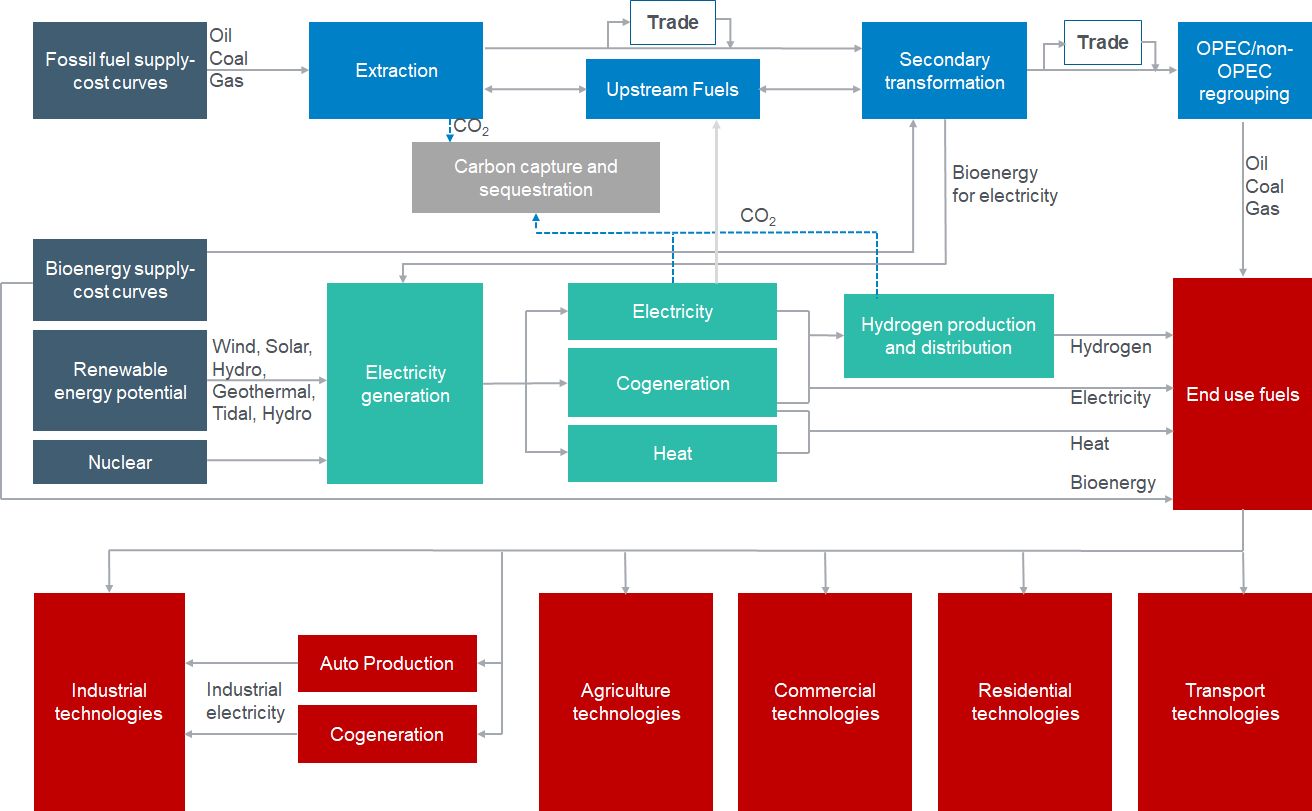 Trade
Trade
Fossil fuel supply-
cost curves
Oil
Coal
Gas
Extraction
Upstream Fuels
Secondary
transformation
OPEC/non-
OPEC
regrouping
CO2
Carbon capture and
sequestration
CO2
Bioenergy
for electricity
Oil
Coal
Gas
Bioenergy supply-
cost curves
Renewable
energy potential
Wind, Solar,
Hydro,
Geothermal,
Tidal, Hydro
Nuclear
Electricity
generation
Electricity
Cogeneration
Heat
Hydrogen production
and distribution
Hydrogen
Electricity
Heat
Bioenergy
End use fuels
Industrial
technologies
Industrial
electricity
Auto Production
Cogeneration
Agriculture
technologies
Commercial
technologies
Residential
technologies
Transport
technologies